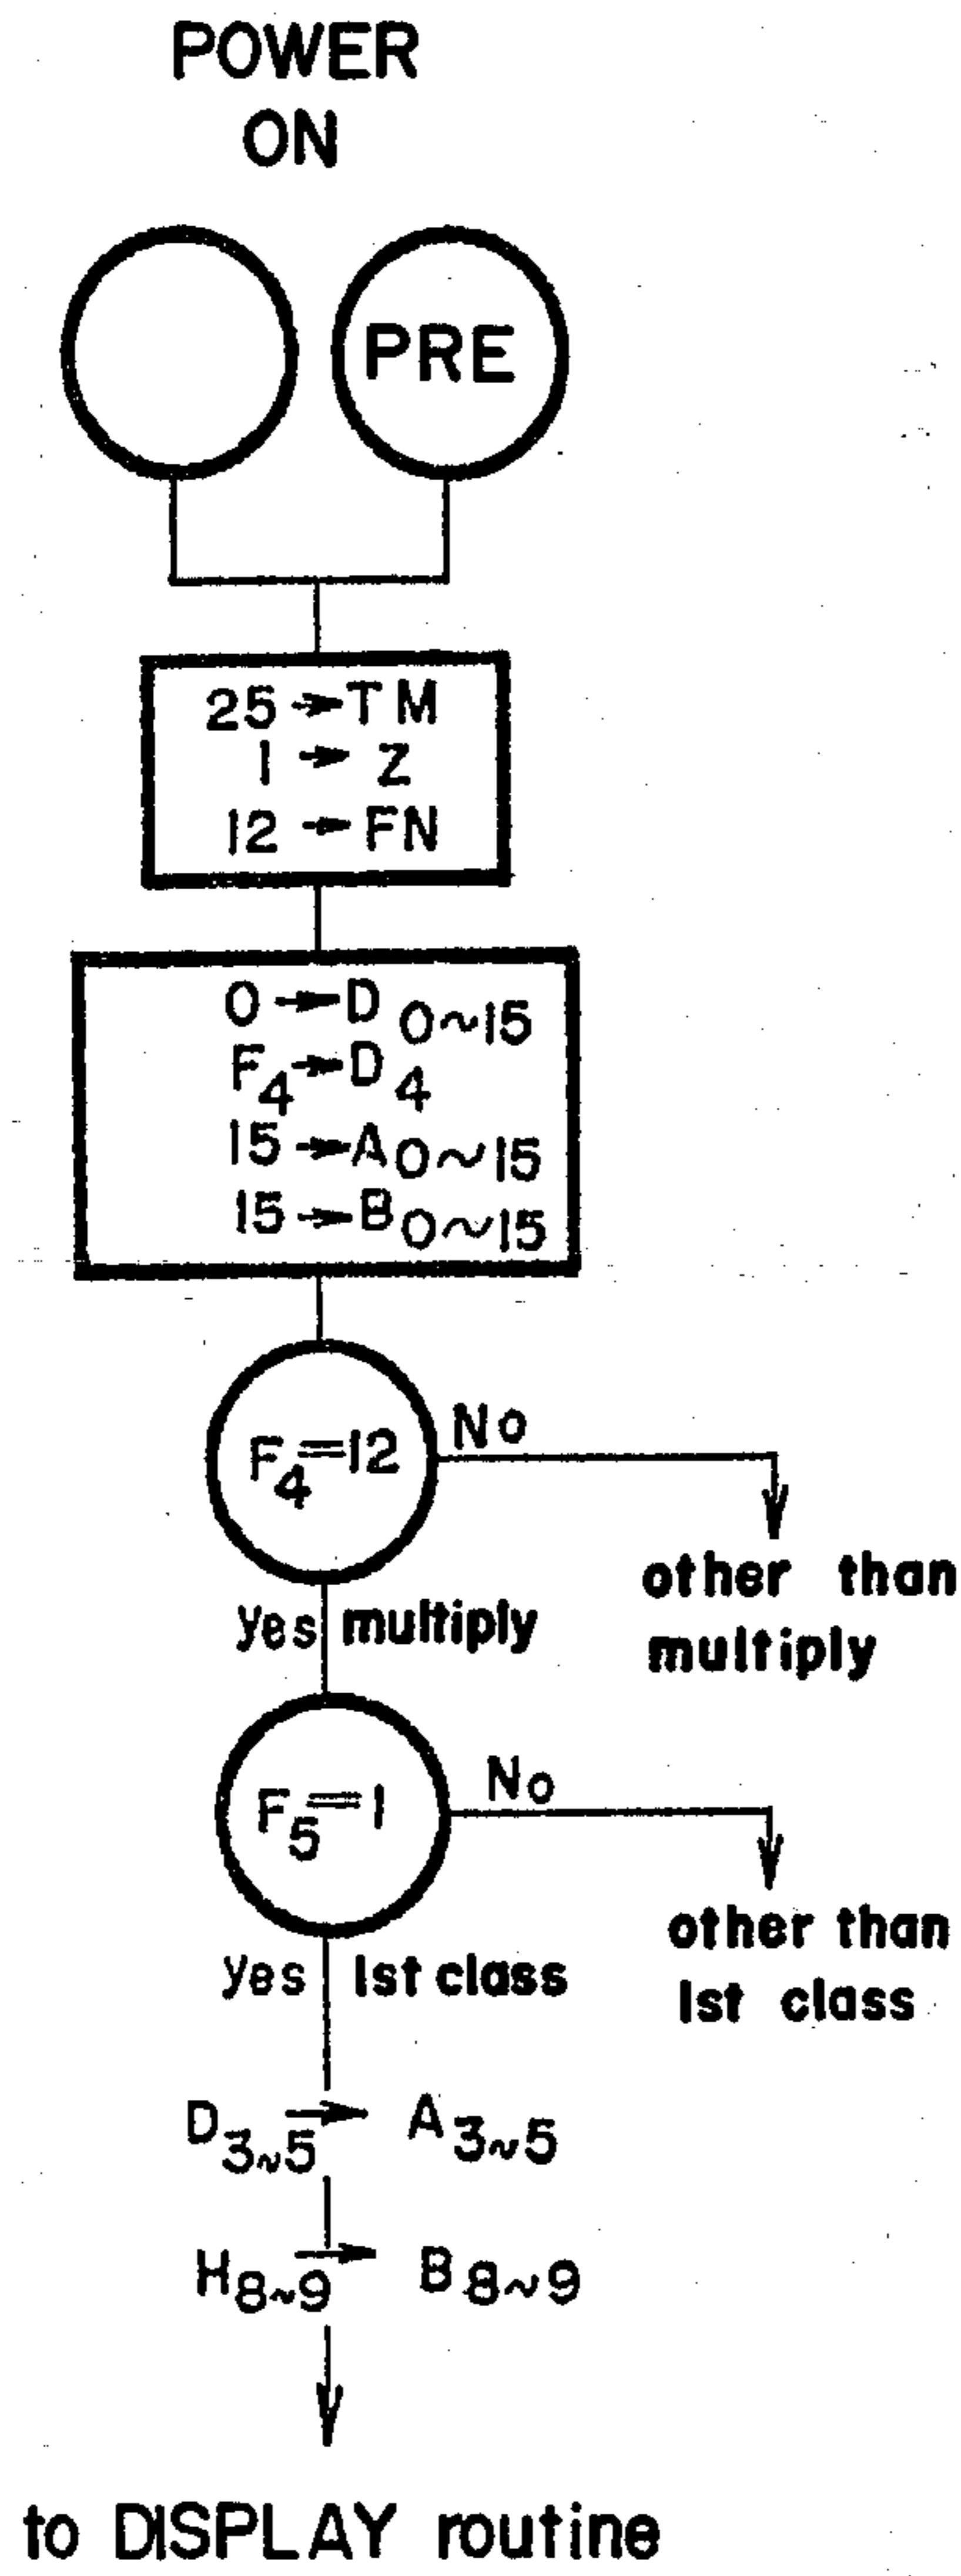 POWER
ON
PRE
25 → TM
1 → Z
12 → FN
0 → D 0~15
F4 → D4
15 → A0~15
15 → B0~15
F4=12
No
other than
multiply
yes multiply
F5=1
No
other than
1st class
yes 1st class
D3~5 → A3~5
H8~9 → B8~9
to DISPLAY routine